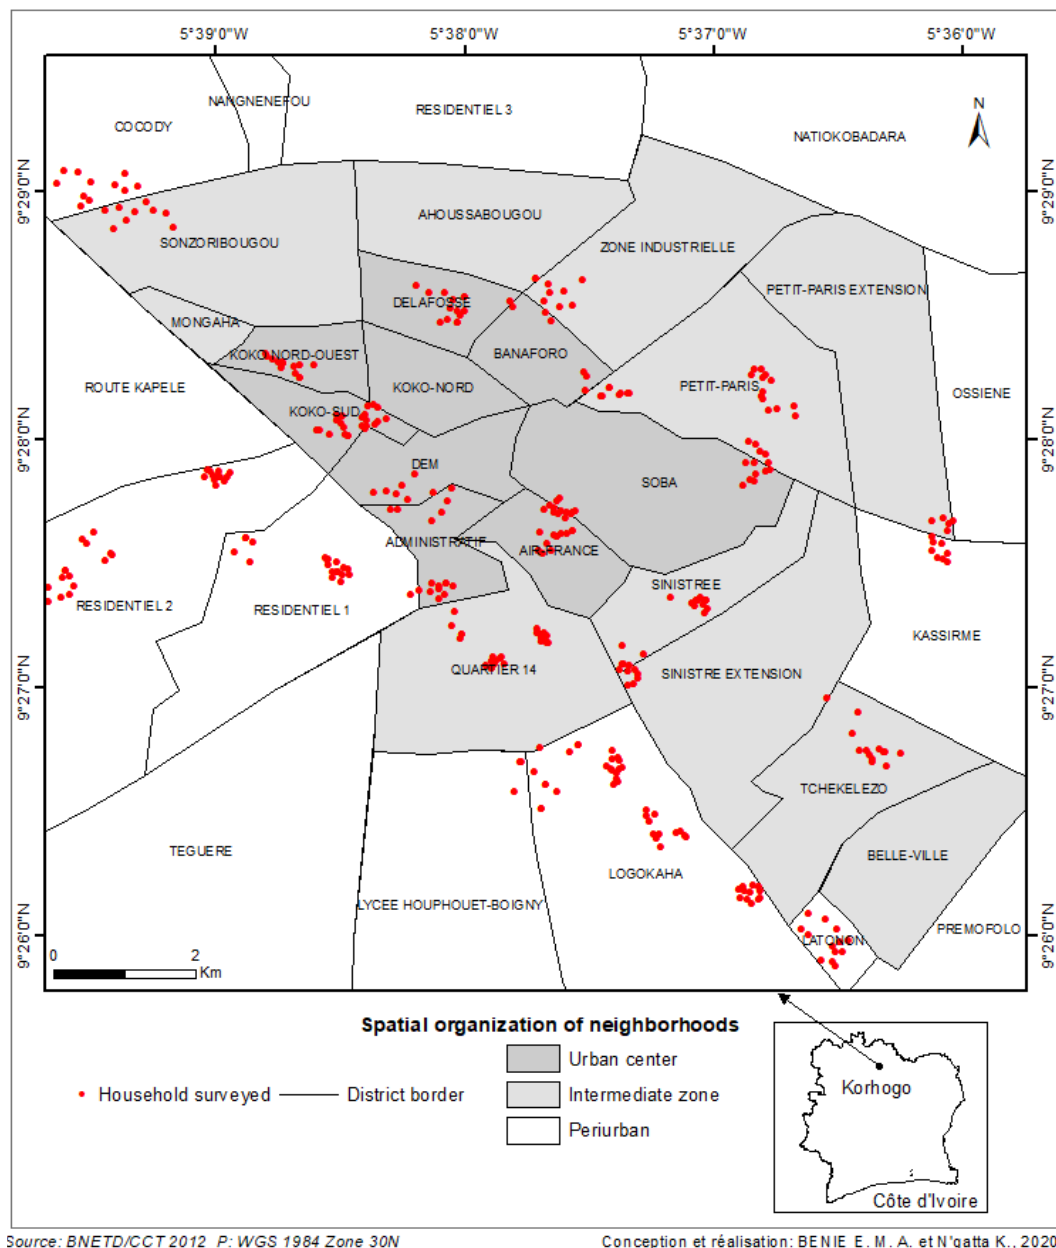 5°39'0"W 5°38'0"W 5°37'0"W 5°36'0"W
N
NANGNENEFOU
RESIDENTIEL 3
COCODY
NATIOKOBADARA
9°29'0"N 9°29'0"N
AHOUSSABOUGOU
SONZORIBOUGOU
ZONE INDUSTRIELLE
PETIT-PARIS EXTENSION
DELAFOSSE
MONGAHA
KOKO NORD-OUEST
BANAFORO
ROUTE KAPELE
KOKO-NORD
PETIT-PARIS
OSSIENE
KOKO-SUD
9°28'0"N 9°28'0"N
DEM
SOBA
ADMINISTRATIF
AIR-FRANCE
SINISTREE
RESIDENTIEL 2
RESIDENTIEL 1
KASSIRME
QUARTIER 14
SINISTRE EXTENSION
9°27'0"N 9°27'0"N
TCHEKELEZO
TEGUERE
BELLE-VILLE
LOGOKAHA
LYCEE HOUPHOUET-BOIGNY
PREMOFOLO
LATONON
9°26'0"N 9°26'0"N
0 2
Km
Spatial organization of neighborhoods
Urban center
Household surveyed District border Intermediate zone
Periurban
Korhogo
Côte d'Ivoire
Source: BNETD/CCT 2012 P: WGS 1984 Zone 30N Conception et réalisation: BENIE E. M. A. et N'gatta K., 2020